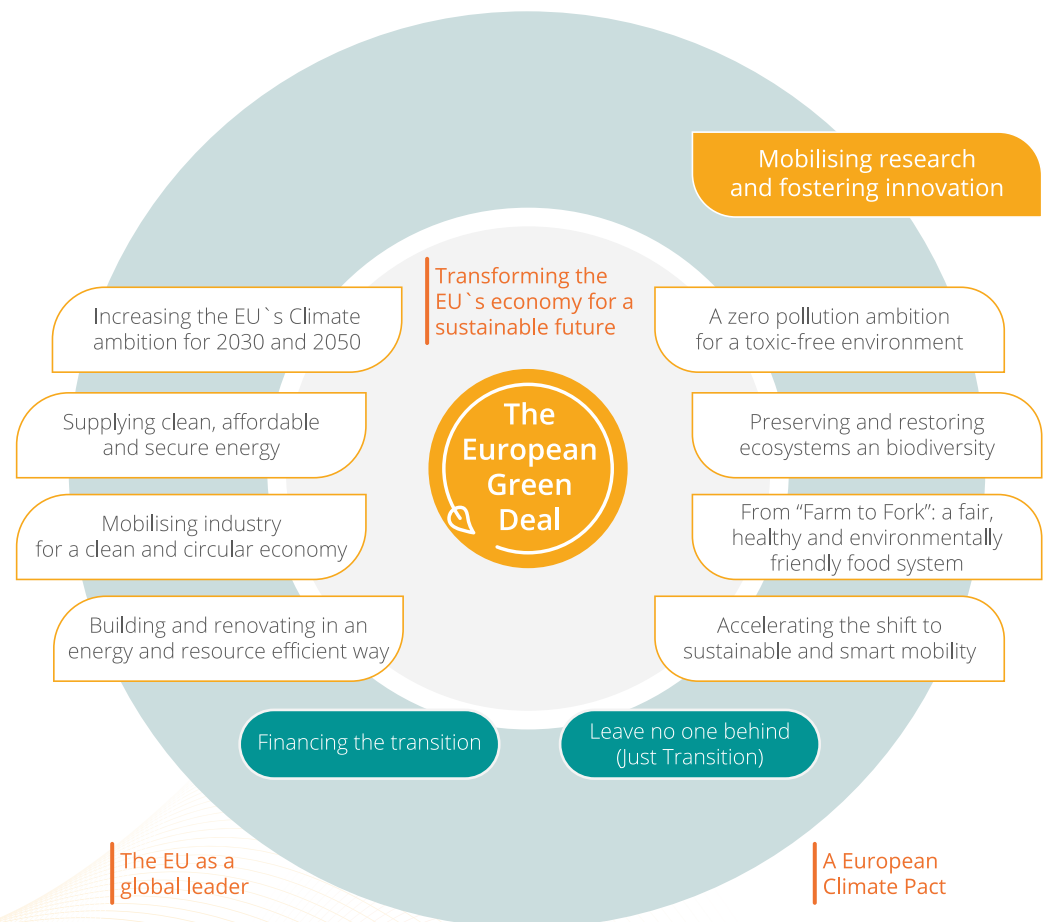 Mobilising research
and fostering innovation
Transforming the
EU`s economy for a
sustainable future
Increasing the EU`s Climate
ambition for 2030 and 2050
Supplying clean, affordable
and secure energy
Mobilising industry
for a clean and circular economy
Building and renovating in an
energy and resource efficient way
The
European
Green
Deal
A zero pollution ambition
for a toxic-free environment
Preserving and restoring
ecosystems an biodiversity
From “Farm to Fork”: a fair,
healthy and environmentally
friendly food system
Accelerating the shift to
sustainable and smart mobility
Financing the transition
Leave no one behind
(Just Transition)
The EU as a
global leader
A European
Climate Pact